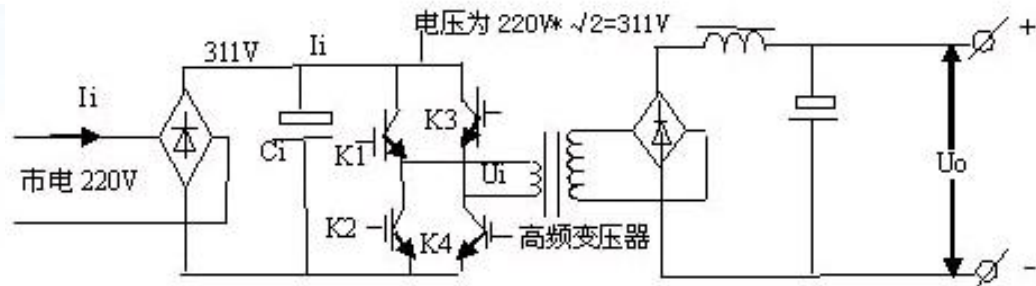 电压为 220V* √2=311V
+
311V
Ii
Ii
K3
Ci
K1
Ui
Uo
市电 220V
K2
K4
高频变压器
-